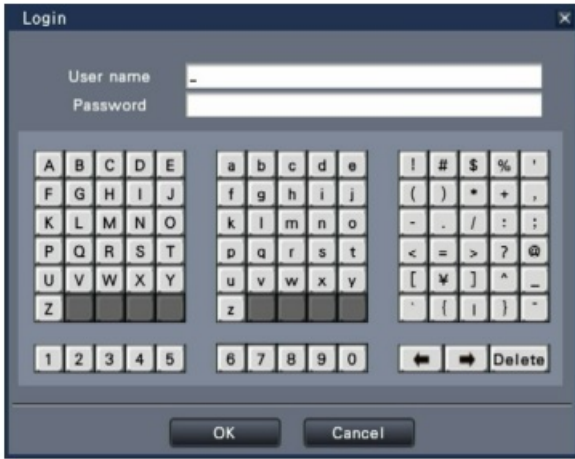 Login
User name _
Password
A B C D E a b c d e ! # $ % '
F G H I J f g h i j ( ) * + ,
K L M N O k l m n o - . / : ;
P Q R S T p q r s t < = > ? @
U V W X Y u v w x y [ ¥ ] ^ _
Z z ` { | } ~
1 2 3 4 5 6 7 8 9 0 ← → Delete
OK Cancel